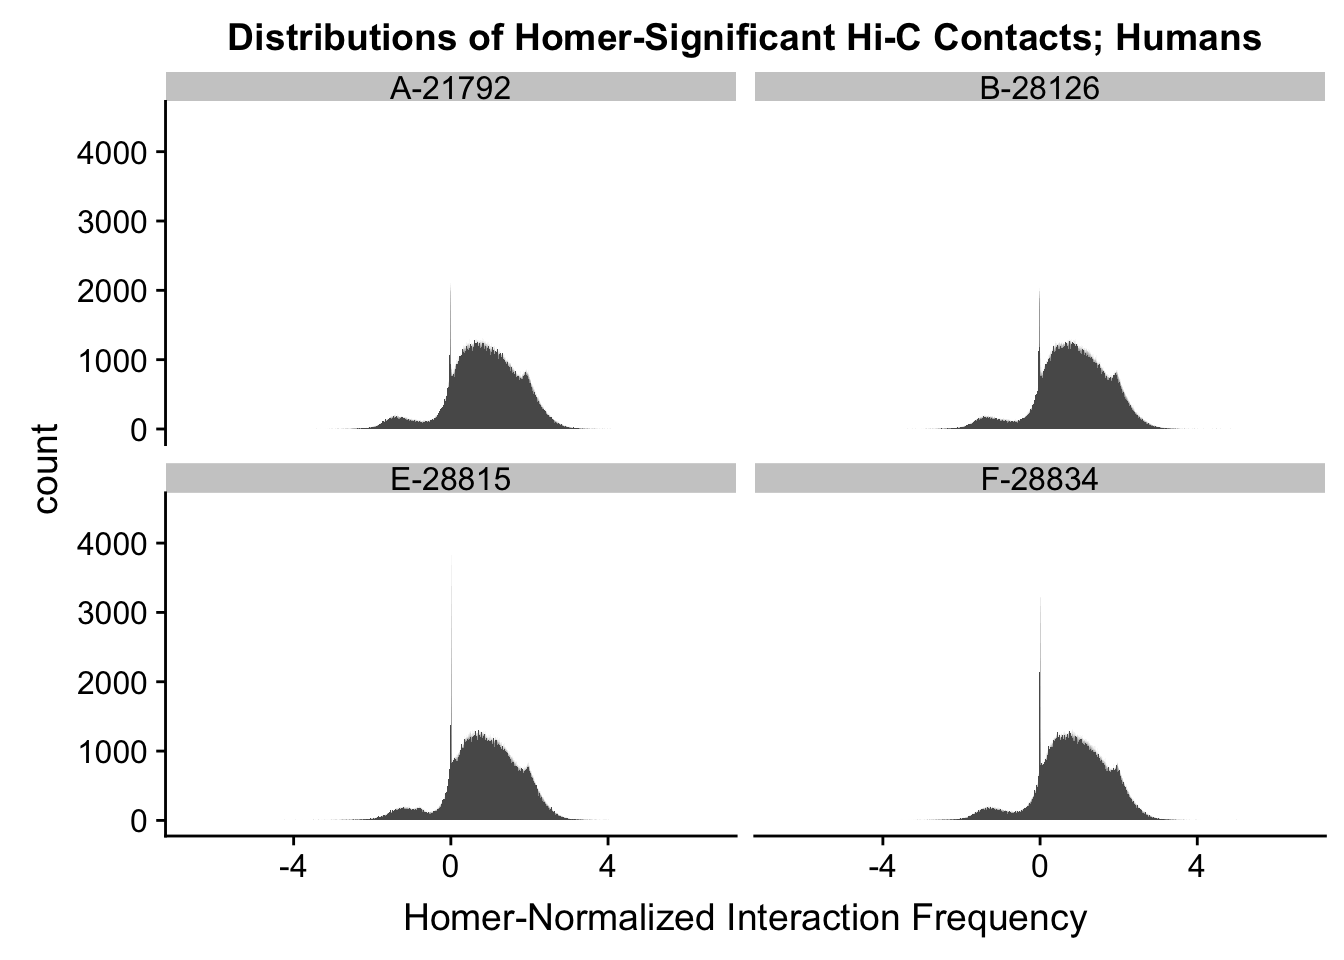 Distributions of Homer-Significant Hi-C Contacts; Humans
A-21792
B-28126
4000
3000
2000
1000
0
count
E-28815
F-28834
4000
3000
2000
1000
0
-4 0 4
-4 0 4
Homer-Normalized Interaction Frequency